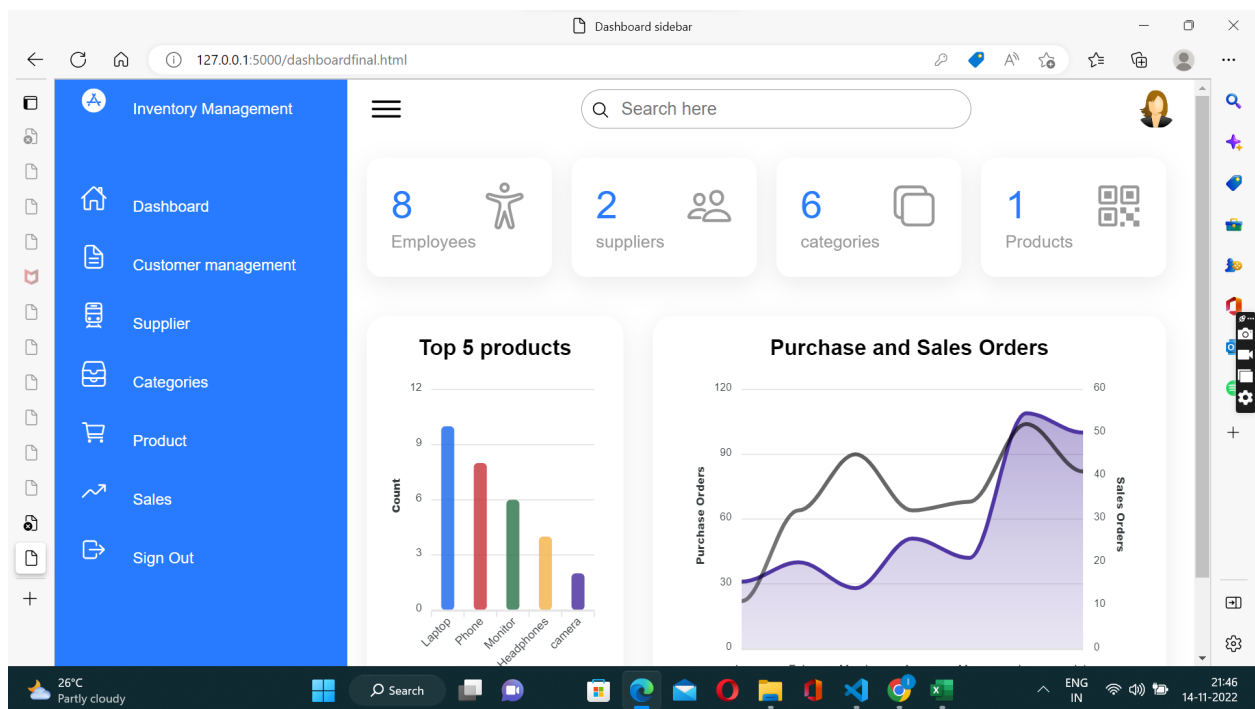 Dashboard sidebar
127.0.0.1:5000/dashboardfinal.html
Inventory Management
Search here
Dashboard
Customer management
Supplier
Categories
Product
Sales
Sign Out
8
Employees
2
suppliers
6
categories
1
Products
Top 5 products
12
9
6
3
0
Count
Laptop
Phone
Monitor
Headphones
camera
Purchase and Sales Orders
120
90
60
30
0
Purchase Orders
60
50
40
30
20
10
0
Sales Orders
26°C
Partly cloudy
Search
ENG
IN
21:46
14-11-2022